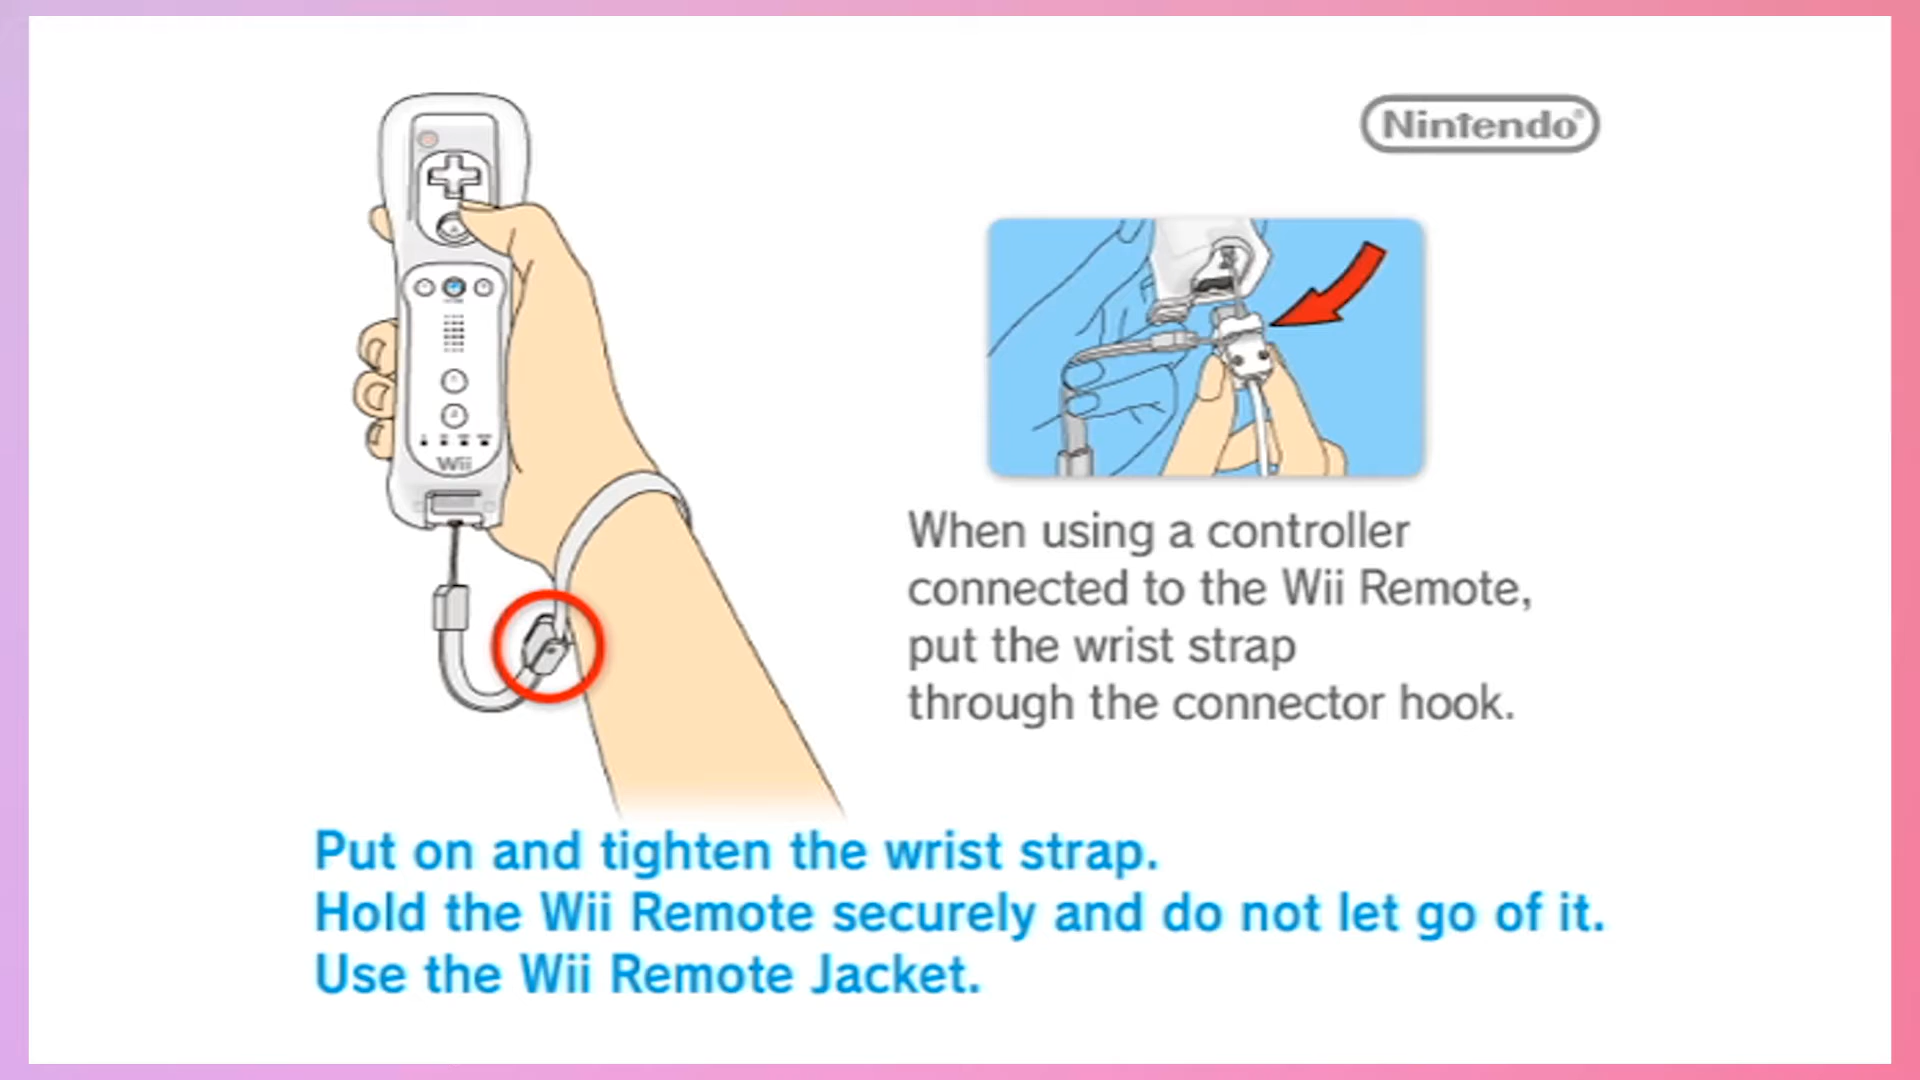 Nintendo®
Wii
When using a controller
connected to the Wii Remote,
put the wrist strap
through the connector hook.
Put on and tighten the wrist strap.
Hold the Wii Remote securely and do not let go of it.
Use the Wii Remote Jacket.